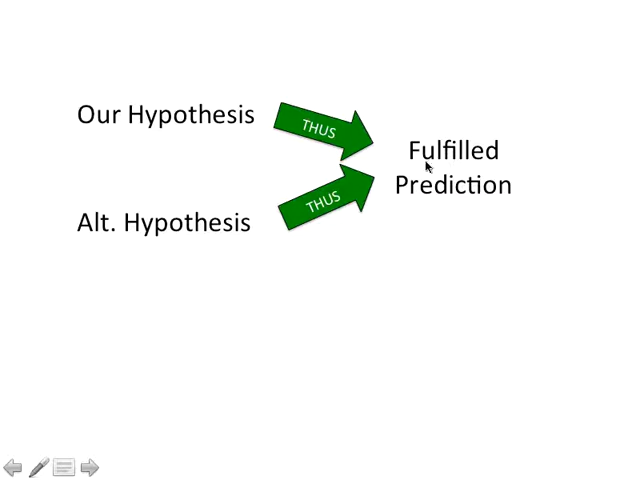 Our Hypothesis
THUS
Fulfilled
Prediction
THUS
Alt. Hypothesis